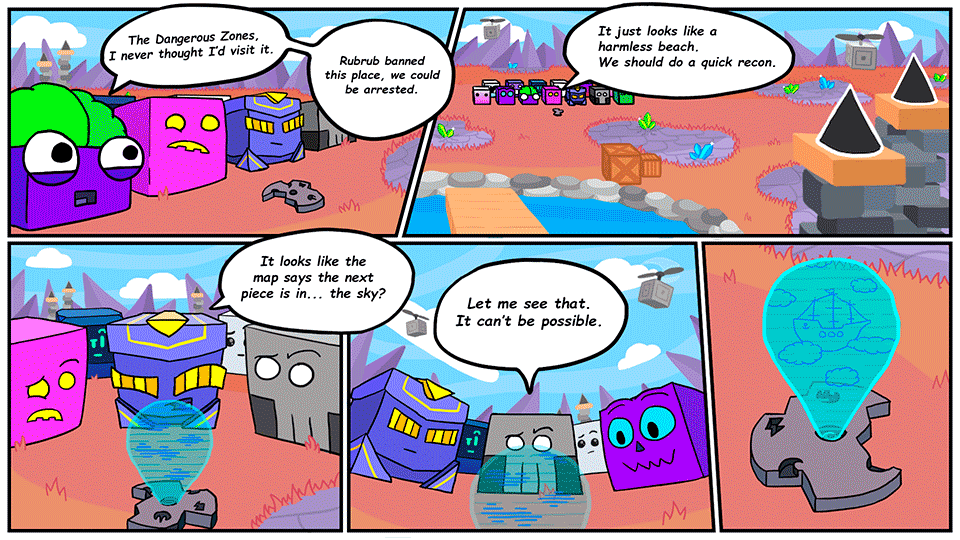 The Dangerous Zones,
I never thought I'd visit it.
Rubrub banned
this place, we could
be arrested.
It just looks like a
harmless beach.
We should do a quick recon.
It looks like the
map says the next
piece is in... the sky?
Let me see that.
It can't be possible.